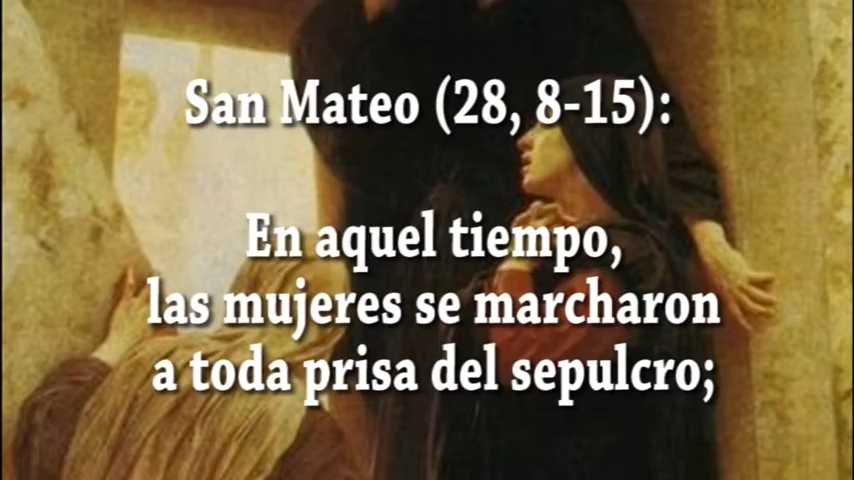 San Mateo (28, 8-15):
En aquel tiempo,
las mujeres se marcharon
a toda prisa del sepulcro;